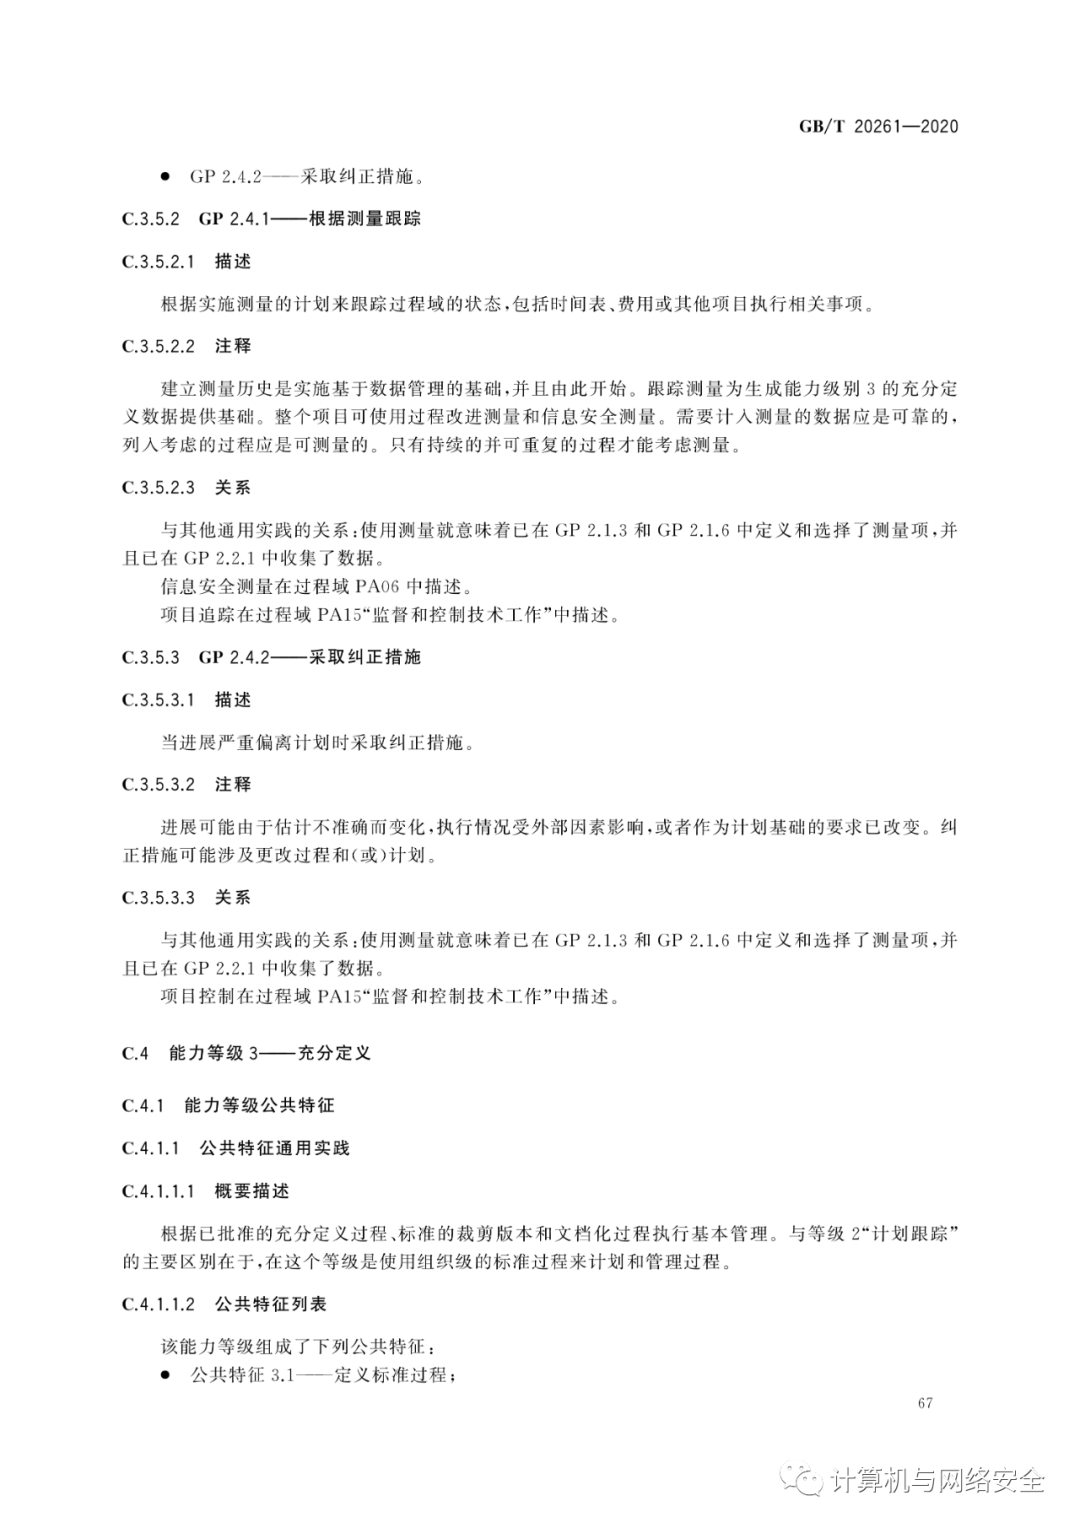 GB/T 20261—2020
● GP 2.4.2——采取纠正措施。
C.3.5.2 GP 2.4.1——根据测量跟踪
C.3.5.2.1 描述
根据实施测量的计划来跟踪过程域的状态,包括时间表、费用或其他项目执行相关事项。
C.3.5.2.2 注释
建立测量历史是实施基于数据管理的基础,并且由此开始。跟踪测量为生成能力级别 3 的充分定
义数据提供基础。整个项目可使用过程改进测量和信息安全测量。需要计入测量的数据应是可靠的,
列入考虑的过程应是可测量的。只有持续的并可重复的过程才能考虑测量。
C.3.5.2.3 关系
与其他通用实践的关系:使用测量就意味着已在 GP 2.1.3 和 GP 2.1.6 中定义和选择了测量项,并
且已在 GP 2.2.1 中收集了数据。
信息安全测量在过程域 PA06 中描述。
项目追踪在过程域 PA15“监督和控制技术工作”中描述。
C.3.5.3 GP 2.4.2——采取纠正措施
C.3.5.3.1 描述
当进展严重偏离计划时采取纠正措施。
C.3.5.3.2 注释
进展可能由于估计不准确而变化,执行情况受外部因素影响,或者作为计划基础的要求已改变。纠
正措施可能涉及更改过程和(或)计划。
C.3.5.3.3 关系
与其他通用实践的关系:使用测量就意味着已在 GP 2.1.3 和 GP 2.1.6 中定义和选择了测量项,并
且已在 GP 2.2.1 中收集了数据。
项目控制在过程域 PA15“监督和控制技术工作”中描述。
C.4 能力等级 3——充分定义
C.4.1 能力等级公共特征
C.4.1.1 公共特征通用实践
C.4.1.1.1 概要描述
根据已批准的充分定义过程、标准的裁剪版本和文档化过程执行基本管理。与等级 2“计划跟踪”
的主要区别在于,在这个等级是使用组织级的标准过程来计划和管理过程。
C.4.1.1.2 公共特征列表
该能力等级组成了下列公共特征:
● 公共特征 3.1——定义标准过程;
67
计算机与网络安全